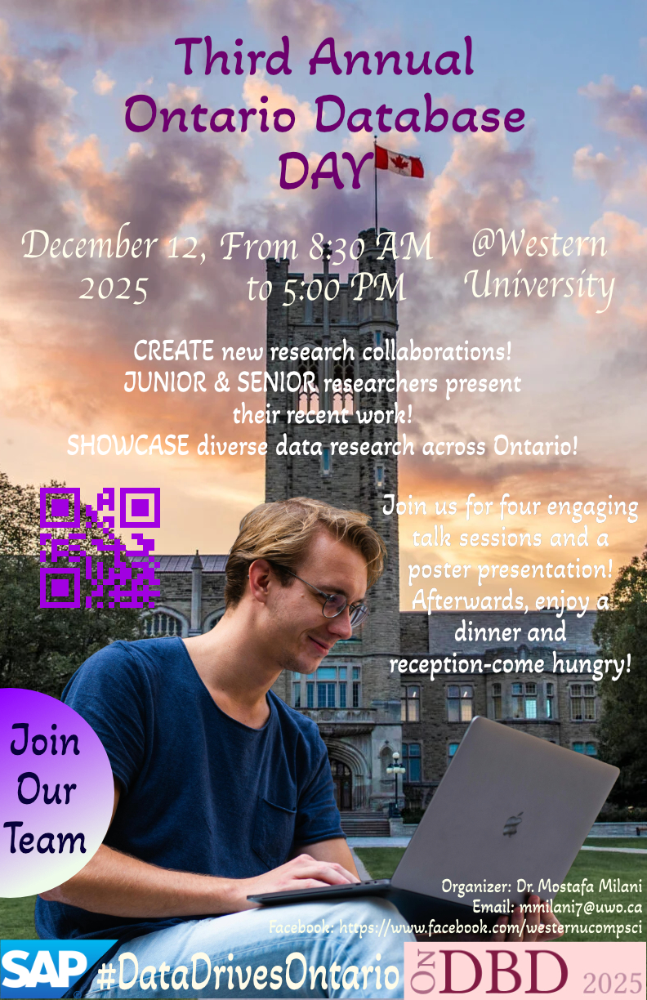 Third Annual
Ontario Database
DAY
December 12,
2025
From 8:30 AM
to 5:00 PM
@Western
University
CREATE new research collaborations!
JUNIOR & SENIOR researchers present
their recent work!
SHOWCASE diverse data research across Ontario!
Join us for four engaging
talk sessions and a
poster presentation!
Afterwards, enjoy a
dinner and
reception-come hungry!
Join
Our
Team
Organizer: Dr. Mostafa Milani
Email: mmilani7@uwo.ca
Facebook: https://www.facebook.com/westernucompsci
SAP
#DataDrivesOntario
ON DBD 2025